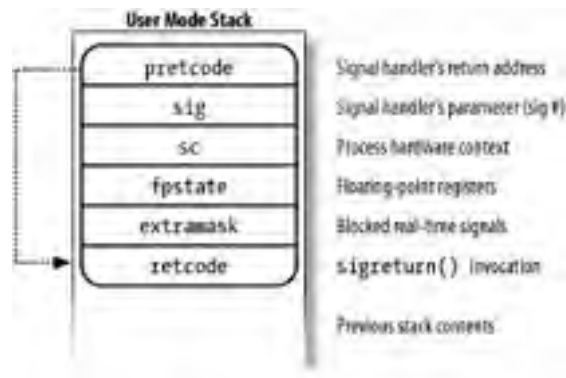 User Mode Stack
pretcode Signal handler's return address
sig Signal handler's parameter (sig #)
sc Process hardware context
fpstate Floating-point registers
extramask Blocked real-time signals
retcode sigreturn() invocation
Previous stack contents